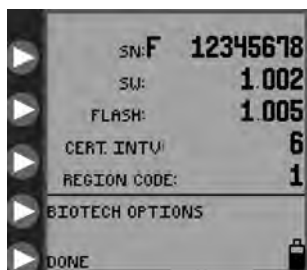 SN:F 12345678
SW: 1.002
FLASH: 1.005
CERT. INTV: 6
REGION CODE: 1
BIOTECH OPTIONS
DONE